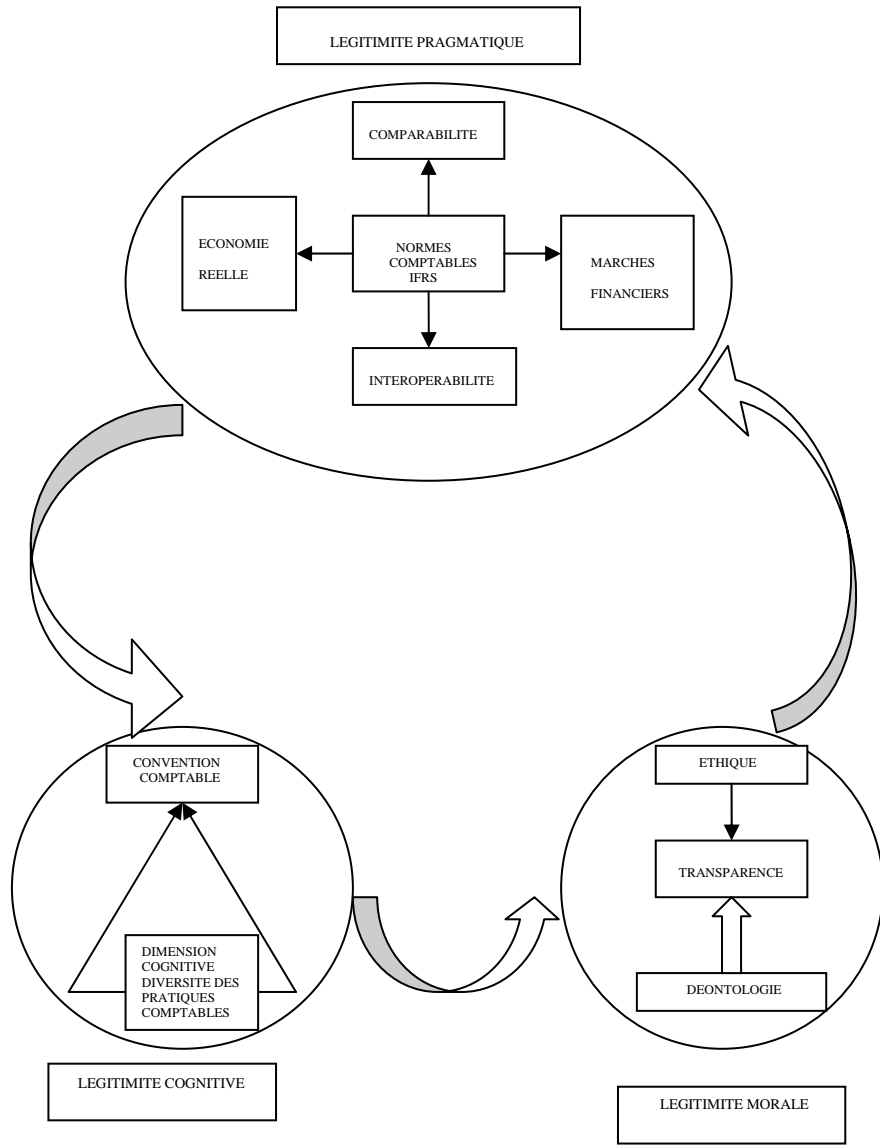 LEGITIMITE PRAGMATIQUE
COMPARABILITE
ECONOMIE
REELLE
NORMES
COMPTABLES
IFRS
MARCHES
FINANCIERS
INTEROPERABILITE
CONVENTION
COMPTABLE
DIMENSION
COGNITIVE
DIVERSITE DES
PRATIQUES
COMPTABLES
LEGITIMITE COGNITIVE
ETHIQUE
TRANSPARENCE
DEONTOLOGIE
LEGITIMITE MORALE